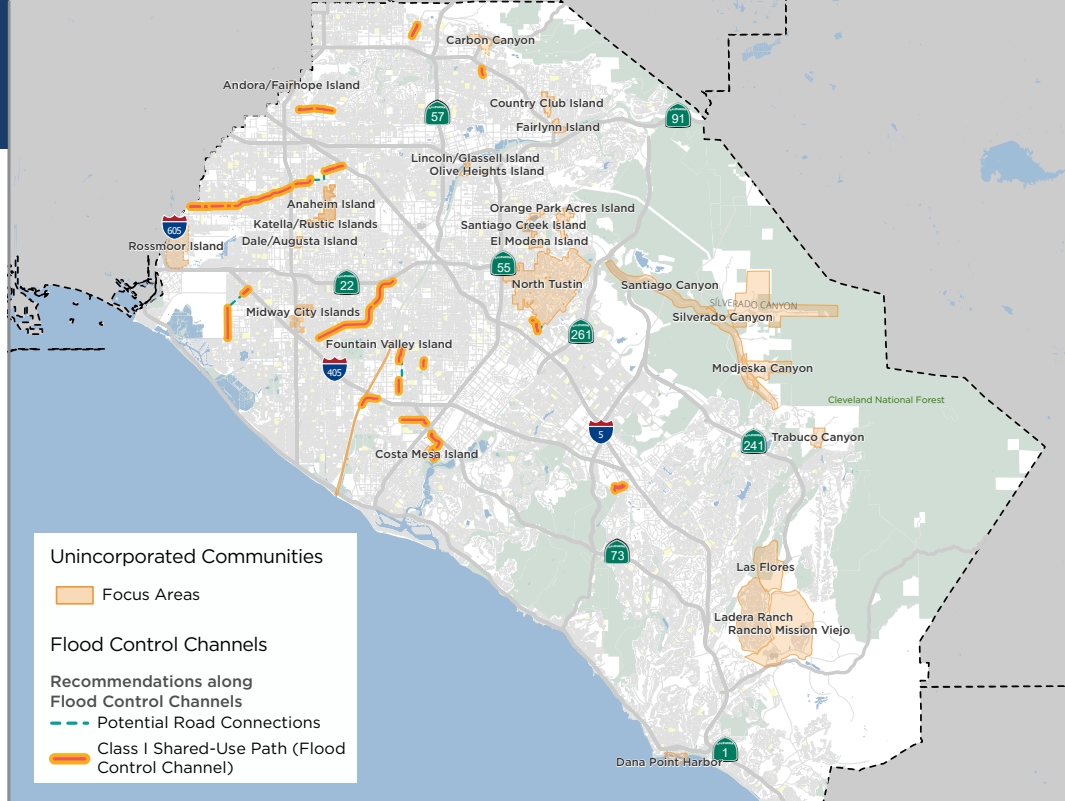 Carbon Canyon
Andora/Fairhope Island
Country Club Island
57
91
Fairlynn Island
Lincoln/Glassell Island
Olive Heights Island
Anaheim Island
Orange Park Acres Island
605
Katella/Rustic Islands
Santiago Creek Island
Rossmoor Island
Dale/Augusta Island
El Modena Island
55
22
North Tustin
Santiago Canyon
SILVERADO CANYON
Midway City Islands
Silverado Canyon
261
Fountain Valley Island
405
Modjeska Canyon
Cleveland National Forest
5
241
Trabuco Canyon
Costa Mesa Island
73
Las Flores
Ladera Ranch
Rancho Mission Viejo
1
Dana Point Harbor
Unincorporated Communities
Focus Areas
Flood Control Channels
Recommendations along
Flood Control Channels
Potential Road Connections
Class I Shared-Use Path (Flood
Control Channel)